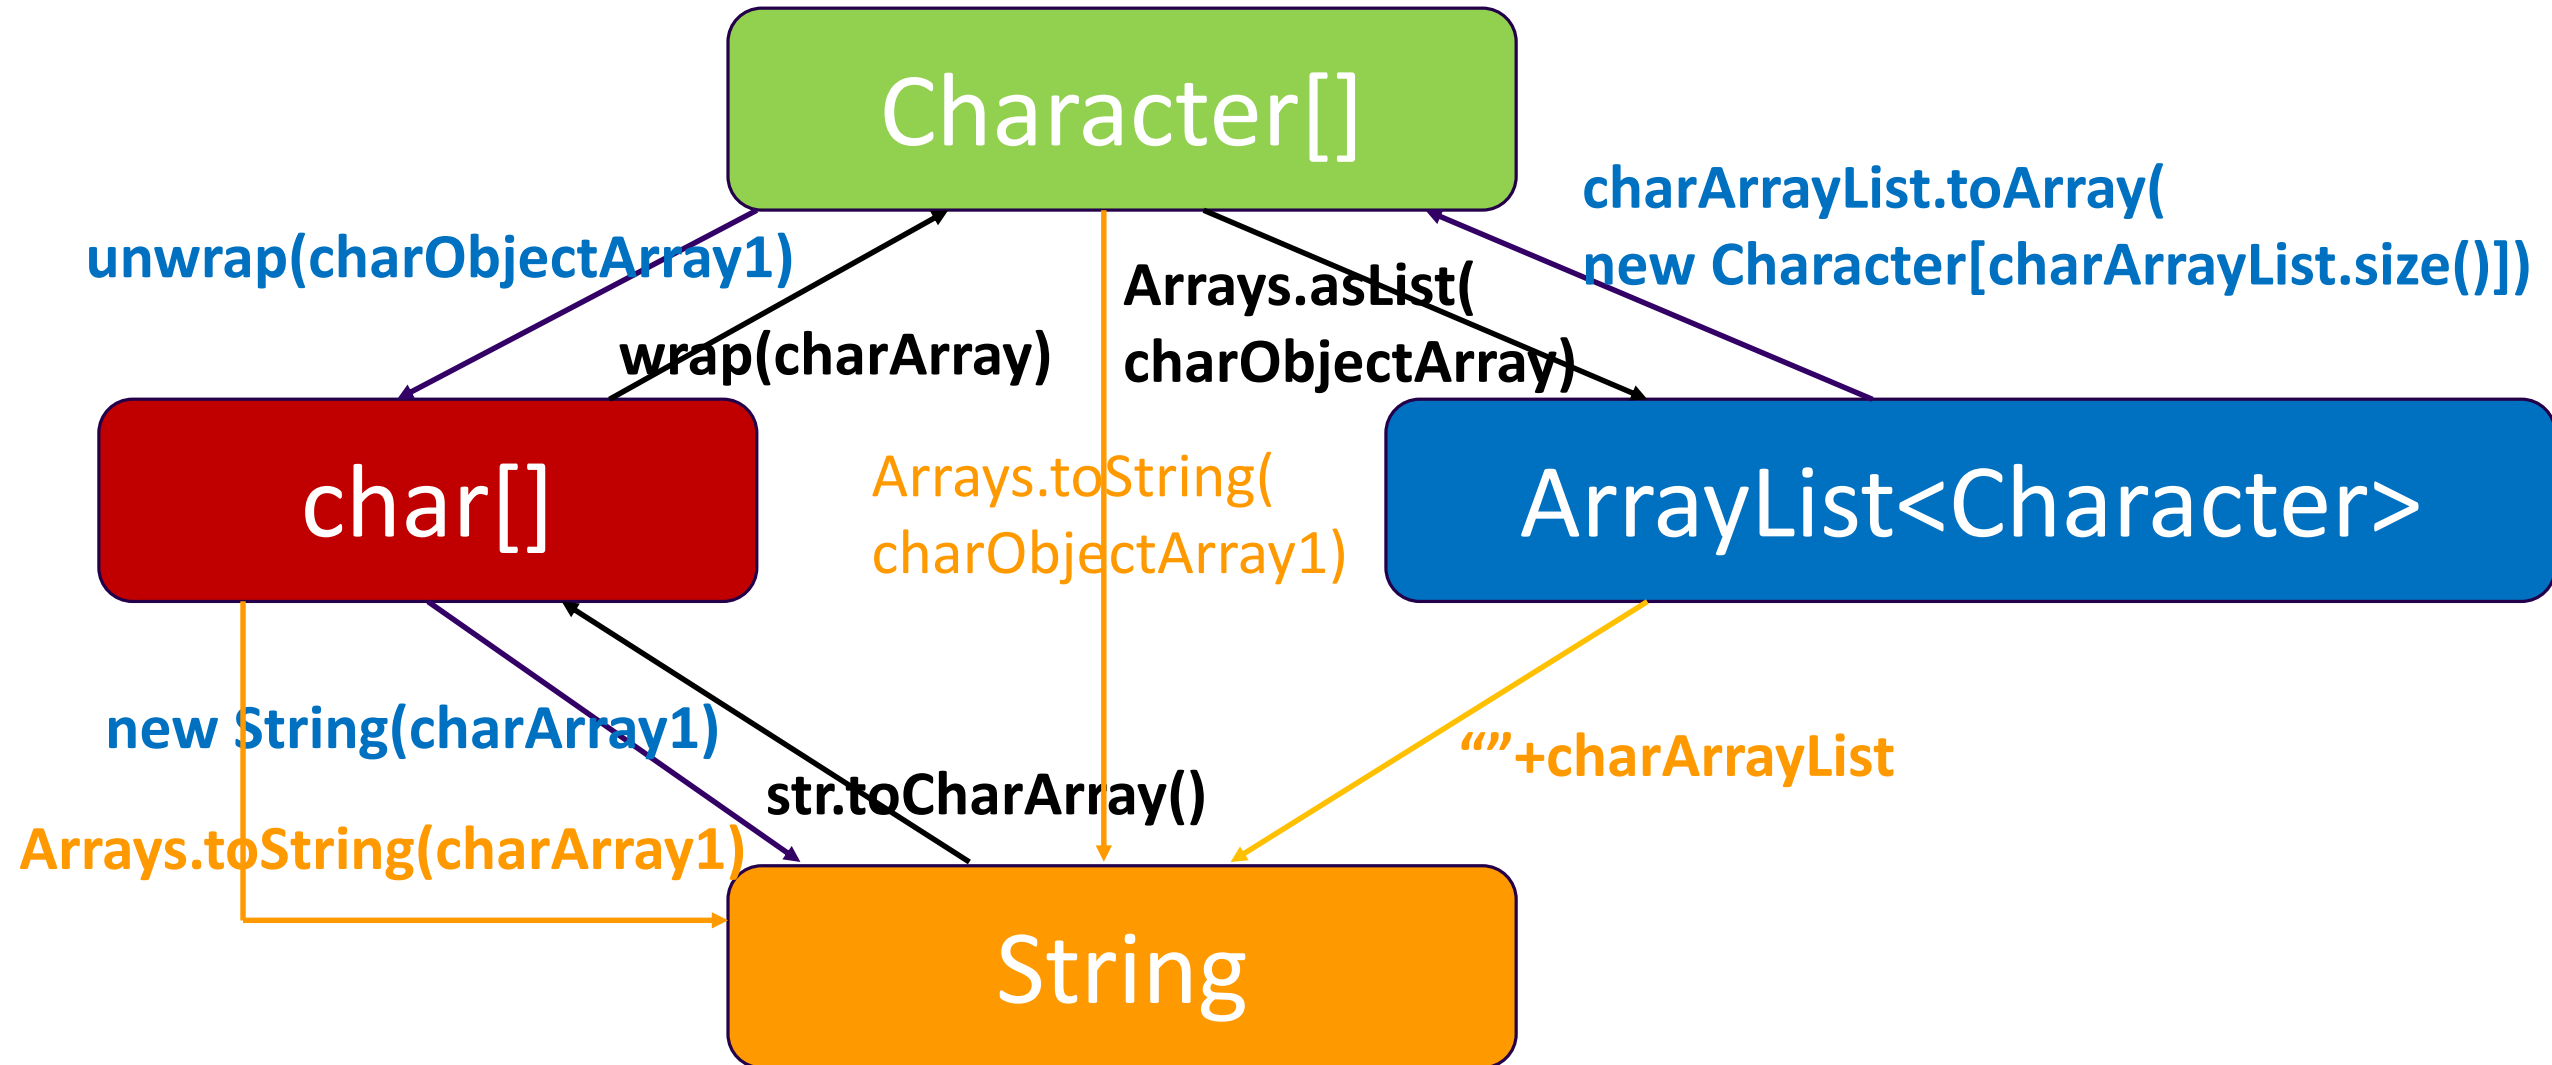 Character[]
charArrayList.toArray(
new Character[charArrayList.size()])
unwrap(charObjectArray1)
Arrays.asList(
charObjectArray)
wrap(charArray)
char[]
Arrays.toString(
charObjectArray1)
ArrayList<Character>
new String(charArray1)
str.toCharArray()
“”+charArrayList
Arrays.toString(charArray1)
String